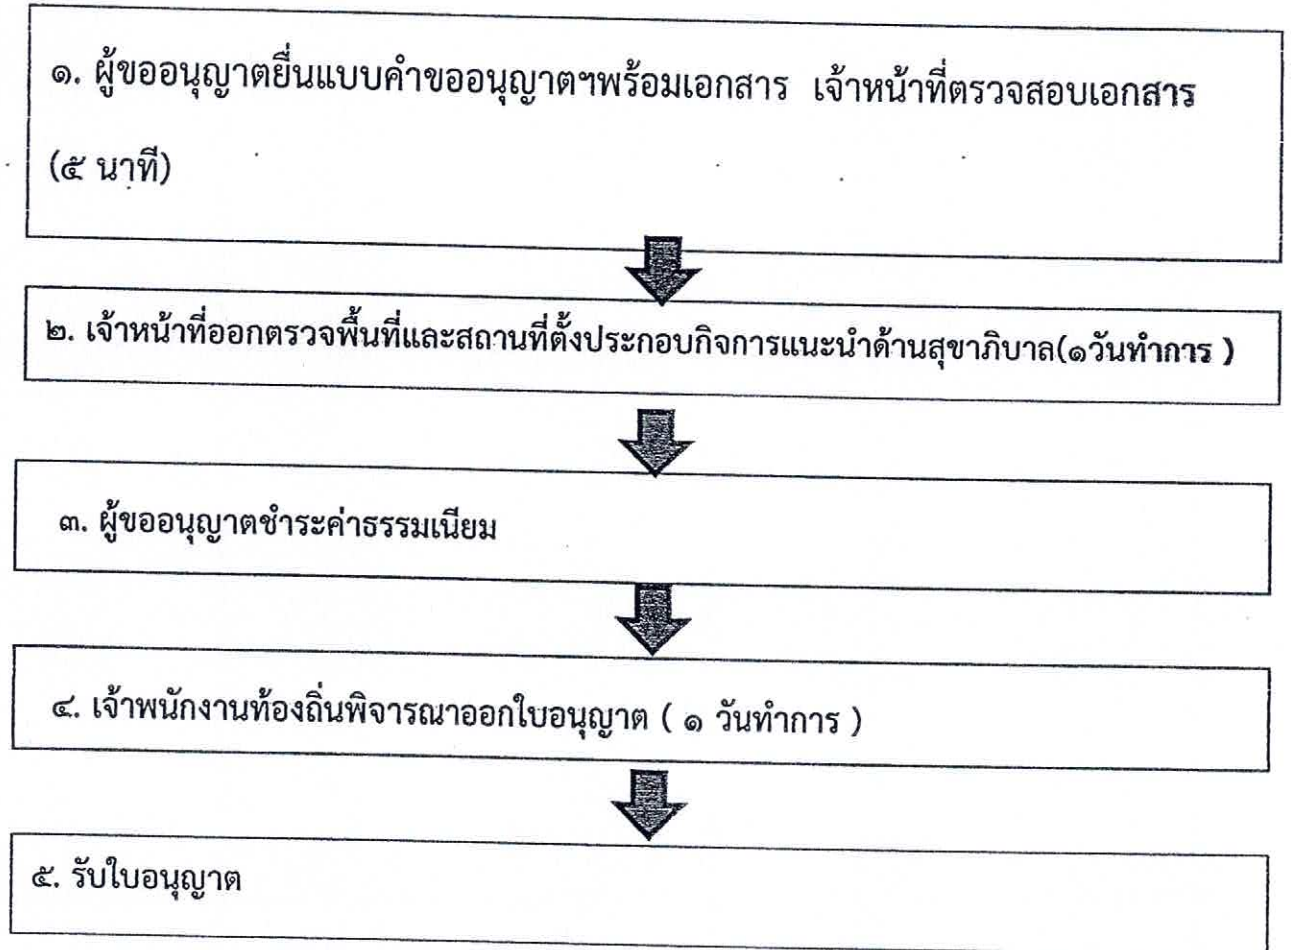 ๑. ผู้ขออนุญาตยื่นแบบคำขออนุญาตฯพร้อมเอกสาร เจ้าหน้าที่ตรวจสอบเอกสาร
(๕ นาที)
๒. เจ้าหน้าที่ออกตรวจพื้นที่และสถานที่ตั้งประกอบกิจการแนะนำด้านสุขาภิบาล(๑วันทำการ )
๓. ผู้ขออนุญาตชำระค่าธรรมเนียม
๔. เจ้าพนักงานท้องถิ่นพิจารณาออกใบอนุญาต ( ๑ วันทำการ )
๕. รับใบอนุญาต